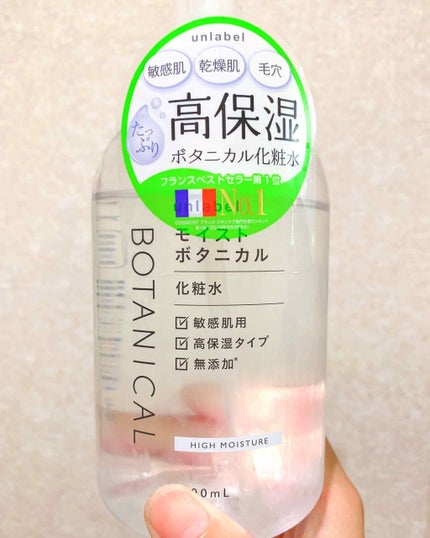 unlabel
敏感肌 乾燥肌 毛穴
たっぷり
高保湿
ボタニカル化粧水
フランスベストセラー第1位
unlabel
No.1
モイスト
ボタニカル
化粧水
敏感肌用
高保湿タイプ
無添加*
HIGH MOISTURE
BOTANICAL
00mL